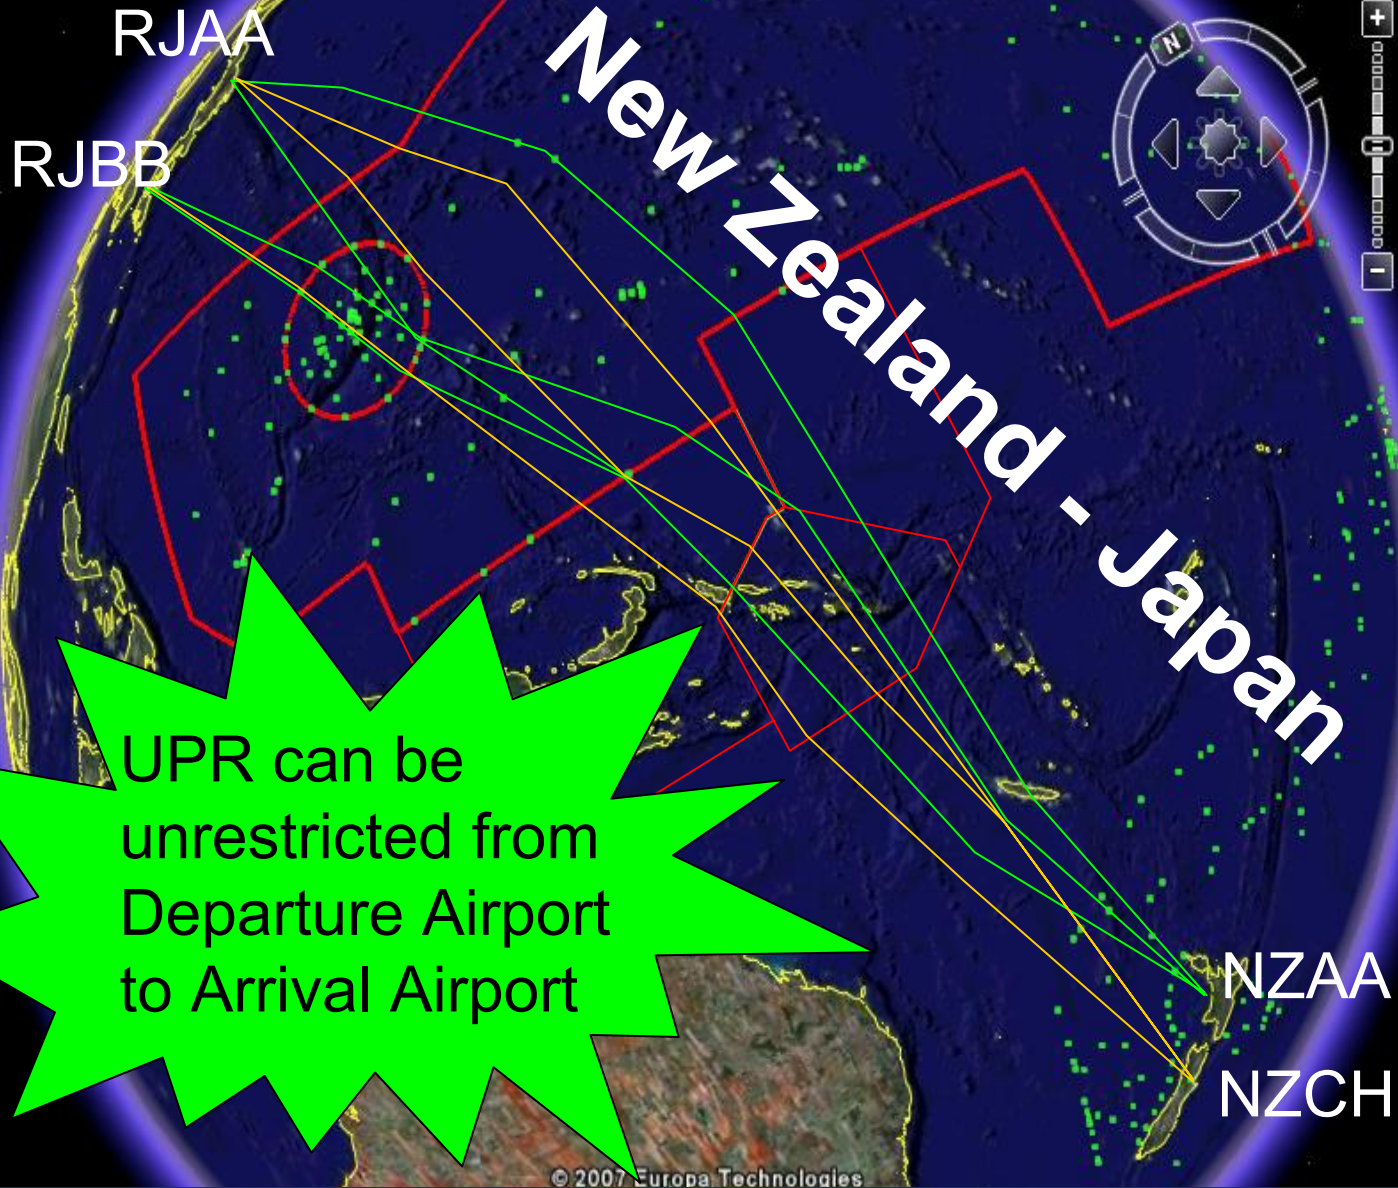 RJAA
RJBB
New Zealand - Japan
N
+
-
UPR can be
unrestricted from
Departure Airport
to Arrival Airport
NZAA
NZCH
© 2007 Europa Technologies